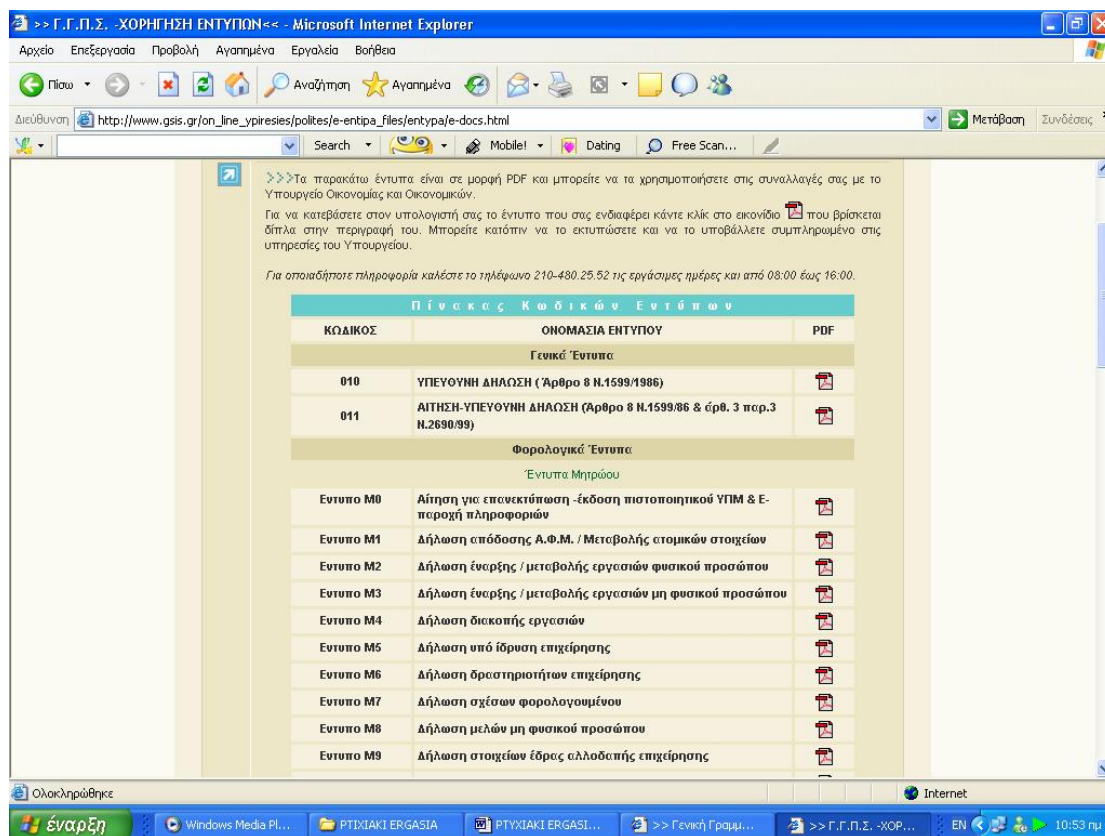 >> Γ.Γ.Π.Σ. -ΧΟΡΗΓΗΣΗ ΕΝΤΥΠΩΝ<< - Microsoft Internet Explorer
Αρχείο Επεξεργασία Προβολή Αγαπημένα Εργαλεία Βοήθεια
Πίσω Αναζήτηση Αγαπημένα
Διεύθυνση http://www.gsis.gr/on_line_ypiresies/polites/e-entipa_files/entypa/e-docs.html Μετάβαση Συνδέσεις
Search Mobile! Dating Free Scan...
>>>Τα παρακάτω έντυπα είναι σε μορφή PDF και μπορείτε να τα χρησιμοποιήσετε στις συναλλαγές σας με το
Υπουργείο Οικονομίας και Οικονομικών.
Για να κατεβάσετε στον υπολογιστή σας το έντυπο που σας ενδιαφέρει κάντε κλίκ στο εικονίδιο που βρίσκεται
δίπλα στην περιγραφή του. Μπορείτε κατόπιν να το εκτυπώσετε και να το υποβάλλετε συμπληρωμένο στις
υπηρεσίες του Υπουργείου.
Για οποιαδήποτε πληροφορία καλέστε το τηλέφωνο 210-480.25.52 τις εργάσιμες ημέρες και από 08:00 έως 16:00.
Πίνακας Κωδικών Εντύπων
ΚΩΔΙΚΟΣ ΟΝΟΜΑΣΙΑ ΕΝΤΥΠΟΥ PDF
Γενικά Έντυπα
010 ΥΠΕΥΘΥΝΗ ΔΗΛΩΣΗ ( Άρθρο 8 Ν.1599/1986)
011 ΑΙΤΗΣΗ-ΥΠΕΥΘΥΝΗ ΔΗΛΩΣΗ (Άρθρο 8 Ν.1599/86 & άρθ. 3 παρ.3
Ν.2690/99)
Φορολογικά Έντυπα
Έντυπα Μητρώου
Εντυπο Μ0 Αίτηση για επανεκτύπωση -έκδοση πιστοποιητικού ΥΠΜ & Ε-
παροχή πληροφοριών
Εντυπο Μ1 Δήλωση απόδοσης Α.Φ.Μ. / Μεταβολής ατομικών στοιχείων
Εντυπο Μ2 Δήλωση έναρξης / μεταβολής εργασιών φυσικού προσώπου
Εντυπο Μ3 Δήλωση έναρξης / μεταβολής εργασιών μη φυσικού προσώπου
Εντυπο Μ4 Δήλωση διακοπής εργασιών
Εντυπο Μ5 Δήλωση υπό ίδρυση επιχείρησης
Εντυπο Μ6 Δήλωση δραστηριοτήτων επιχείρησης
Εντυπο Μ7 Δήλωση σχέσων φορολογουμένου
Εντυπο Μ8 Δήλωση μελών μη φυσικού προσώπου
Εντυπο Μ9 Δήλωση στοιχείων έδρας αλλοδαπής επιχείρησης
Ολοκληρώθηκε Internet
έναρξη Windows Media Pl... PTIXIAKI ERGASIA PTYXIAKI ERGASI... >> Γενική Γραμμ... >> Γ.Γ.Π.Σ. -ΧΟΡ... EN 10:53 πμ